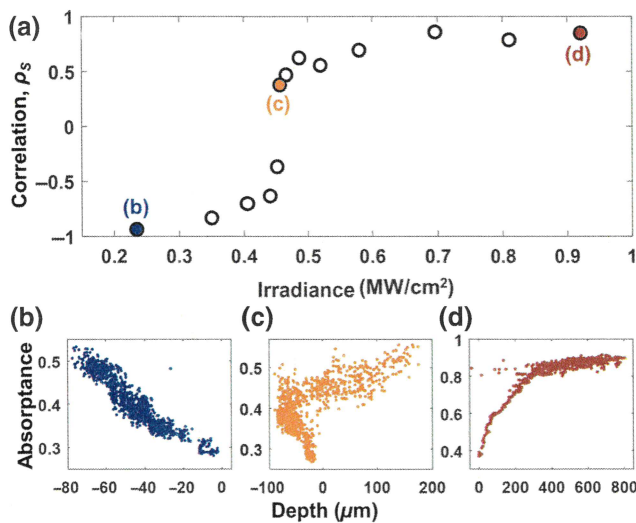 (a)
Correlation, ρS
1
0.5
0
−0.5
−1
(b)
(c)
(d)
0.2 0.3 0.4 0.5 0.6 0.7 0.8 0.9 1
Irradiance (MW/cm²)
(b) (c) (d)
Absorptance
0.5
0.4
0.3
−80 −60 −40 −20 0
0.5
0.4
0.3
−100 0 100 200
1
0.8
0.6
0.4
0 200 400 600 800
Depth (μm)